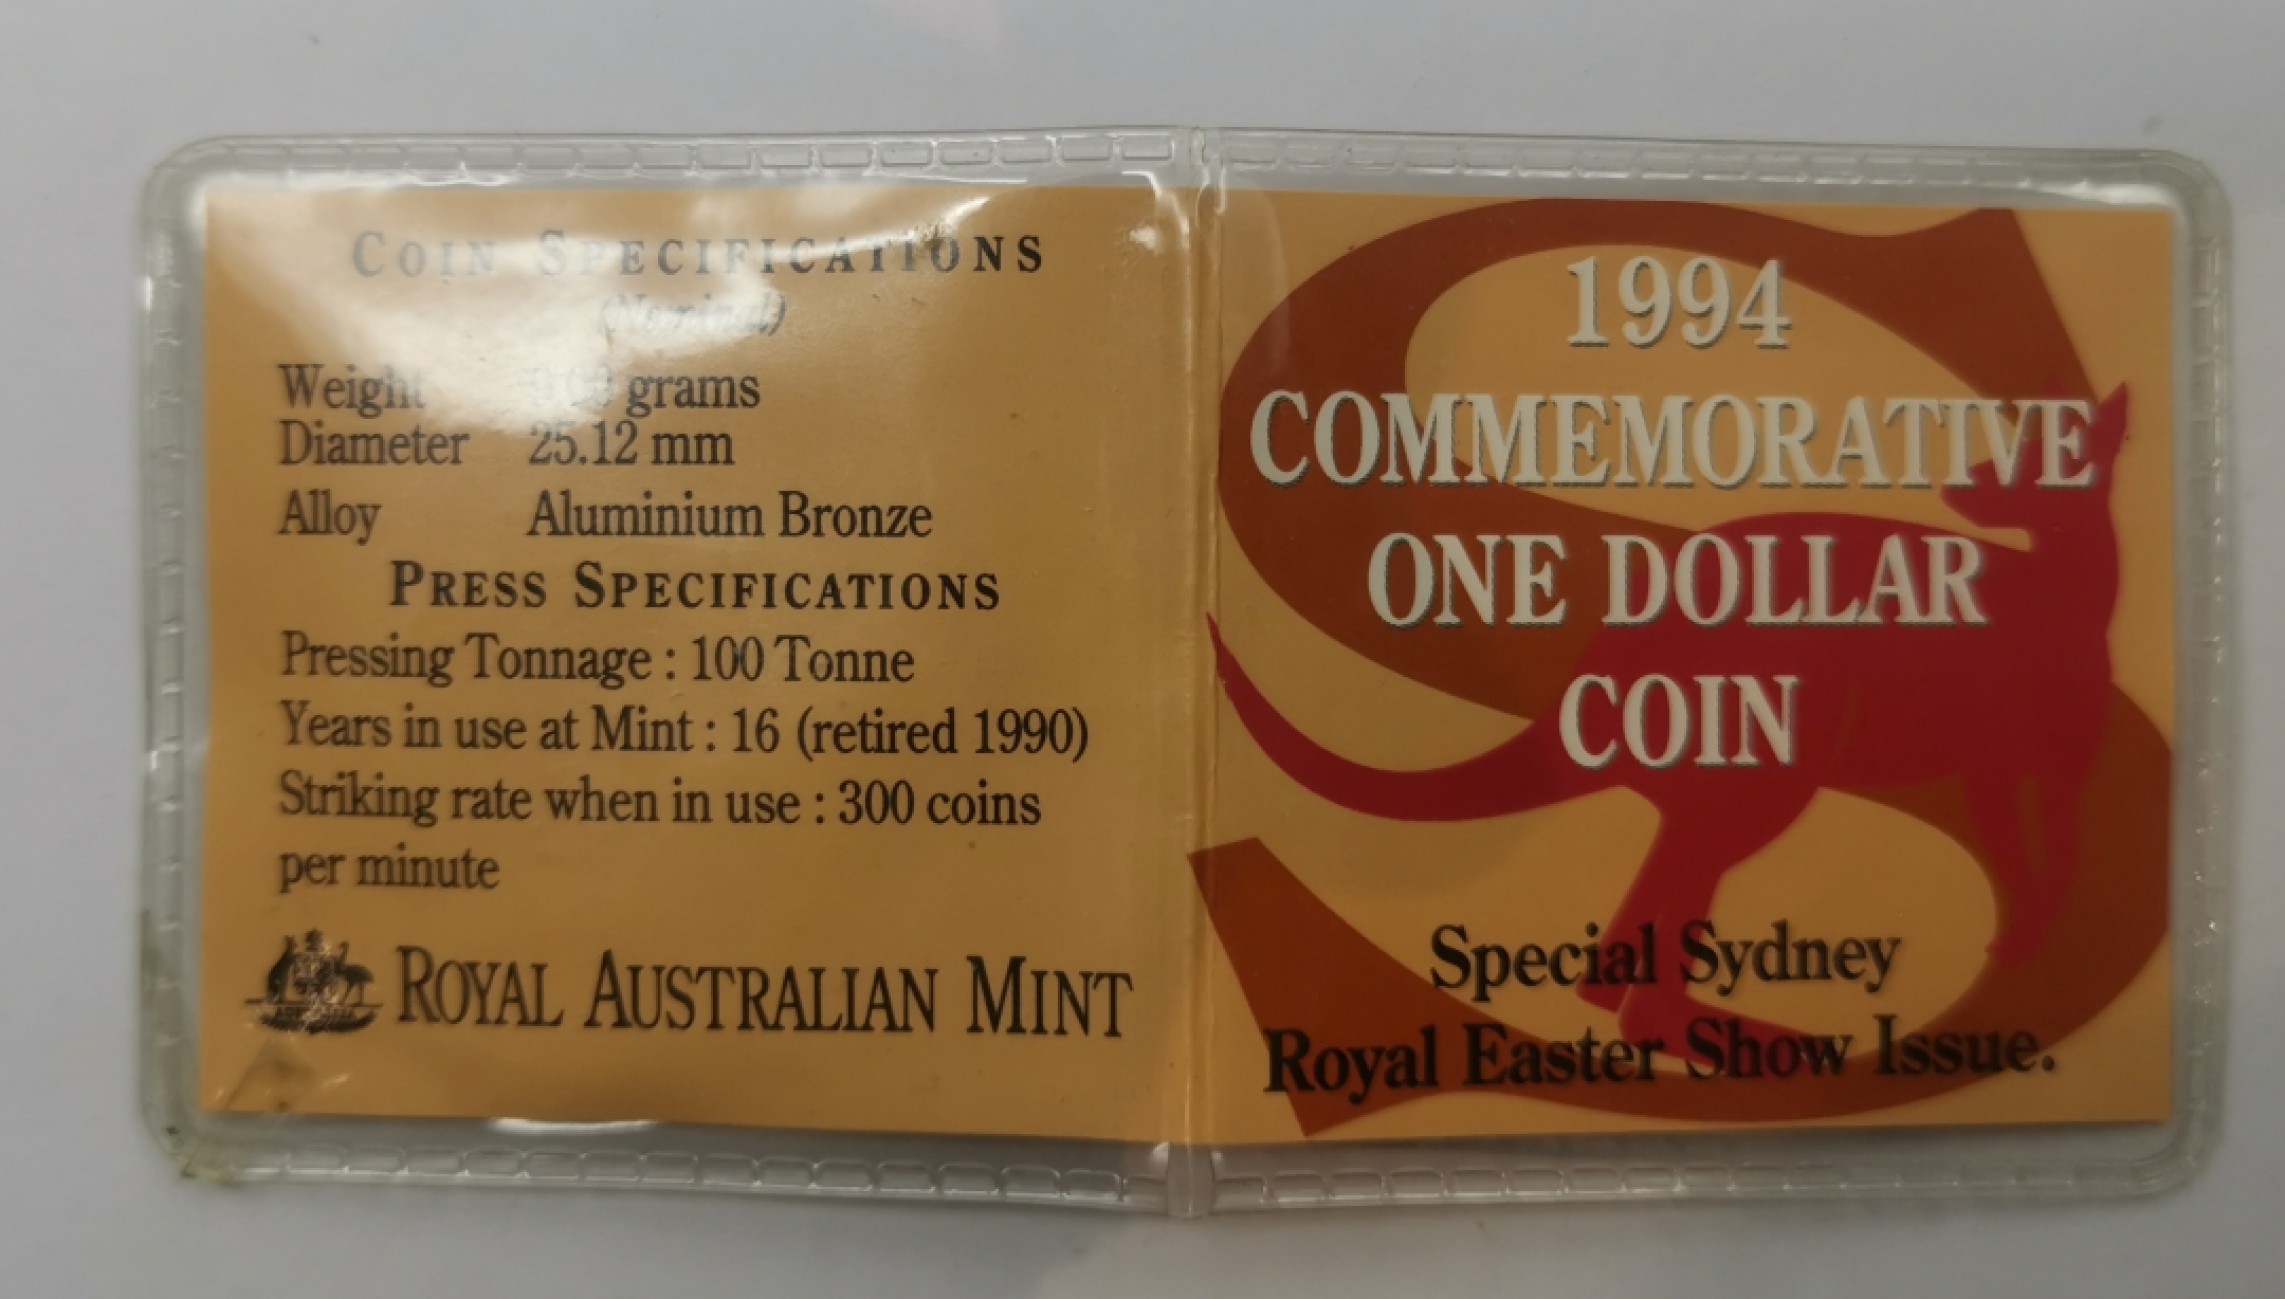 COIN SPECIFICATIONS
(Nominal)
Weight grams
Diameter 25.12 mm
Alloy Aluminium Bronze
PRESS SPECIFICATIONS
Pressing Tonnage : 100 Tonne
Years in use at Mint : 16 (retired 1990)
Striking rate when in use : 300 coins
per minute
ROYAL AUSTRALIAN MINT
1994
COMMEMORATIVE
ONE DOLLAR
COIN
Special Sydney
Royal Easter Show Issue.